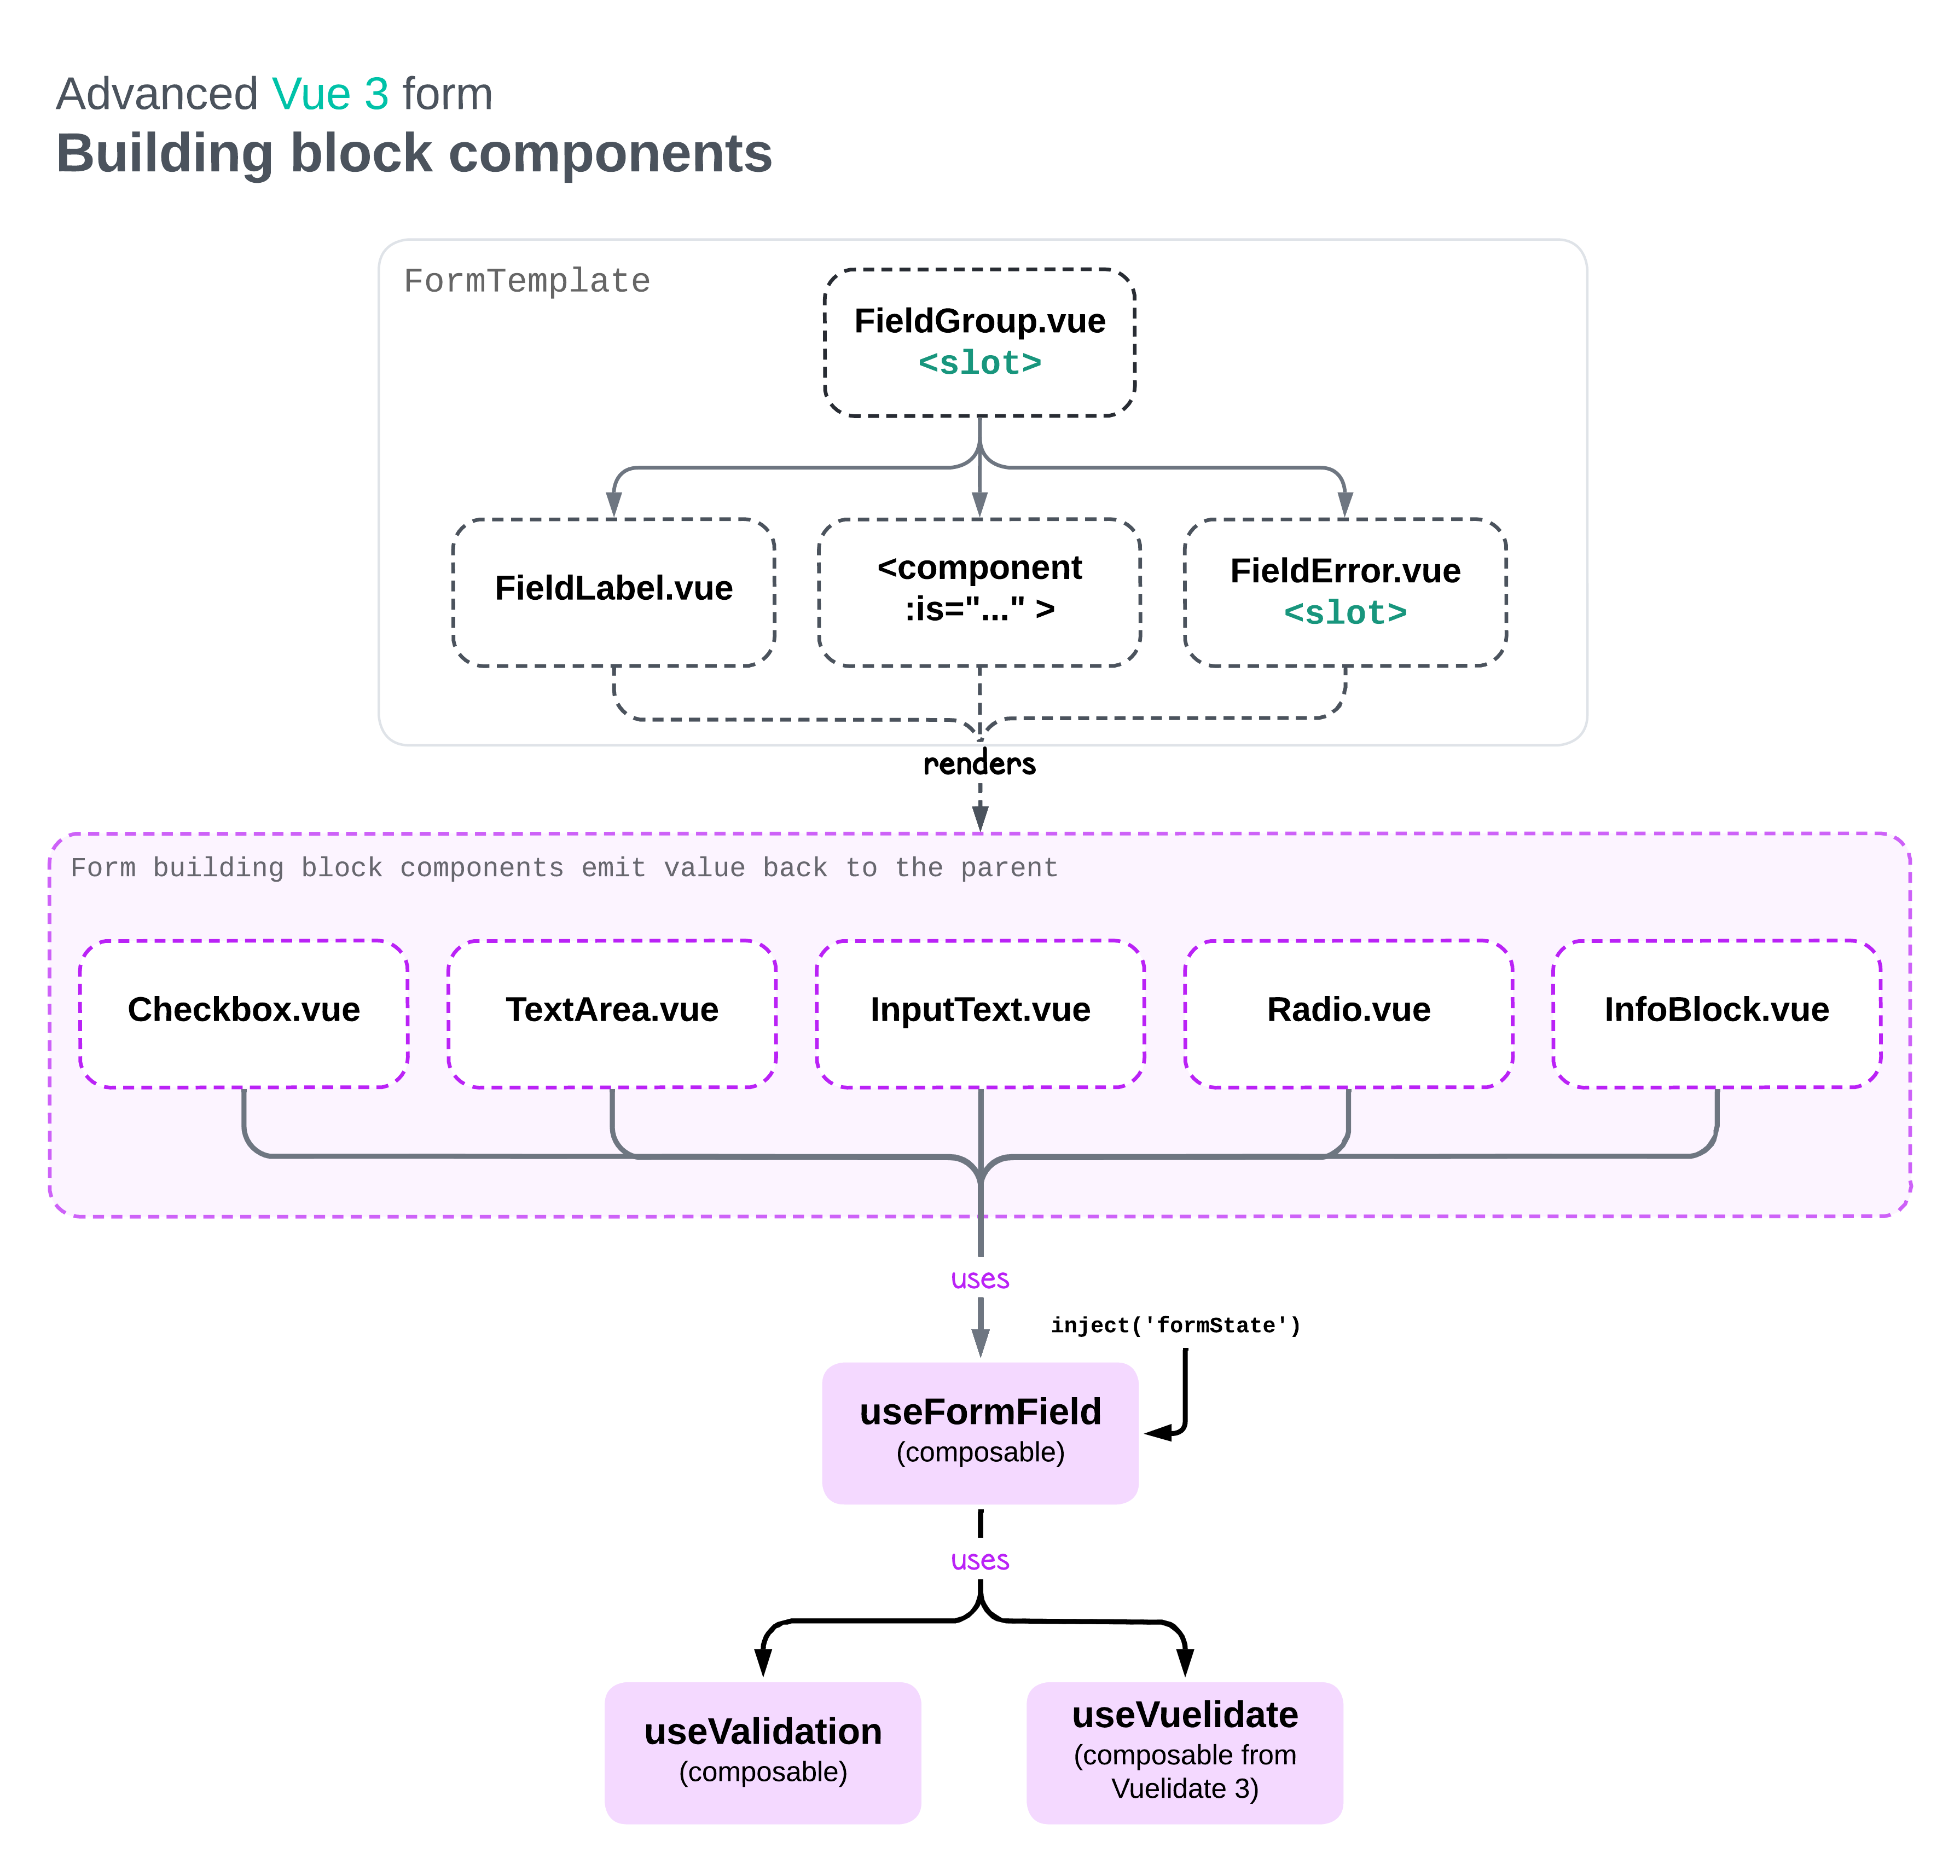 Advanced Vue 3 form
Building block components
FormTemplate
FieldGroup.vue
<slot>
FieldLabel.vue
<component
:is="..." >
FieldError.vue
<slot>
renders
Form building block components emit value back to the parent
Checkbox.vue
TextArea.vue
InputText.vue
Radio.vue
InfoBlock.vue
uses
inject('formState')
useFormField
(composable)
uses
useValidation
(composable)
useVuelidate
(composable from
Vuelidate 3)